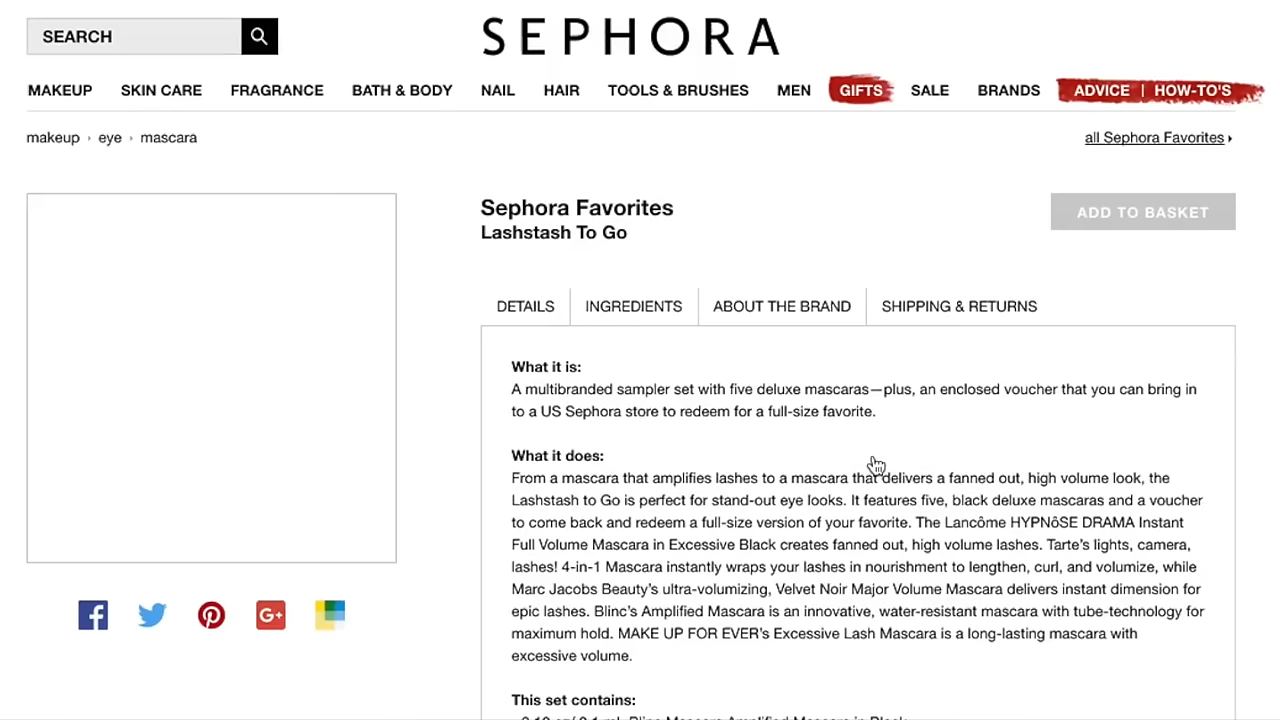 SEARCH
SEPHORA
MAKEUP SKIN CARE FRAGRANCE BATH & BODY NAIL HAIR TOOLS & BRUSHES MEN GIFTS SALE BRANDS ADVICE | HOW-TO'S
makeup › eye › mascara
all Sephora Favorites
Sephora Favorites
ADD TO BASKET
Lashstash To Go
DETAILS INGREDIENTS ABOUT THE BRAND SHIPPING & RETURNS
What it is:
A multibranded sampler set with five deluxe mascaras—plus, an enclosed voucher that you can bring in
to a US Sephora store to redeem for a full-size favorite.
What it does:
From a mascara that amplifies lashes to a mascara that delivers a fanned out, high volume look, the
Lashstash to Go is perfect for stand-out eye looks. It features five, black deluxe mascaras and a voucher
to come back and redeem a full-size version of your favorite. The Lancôme HYPNôSE DRAMA Instant
Full Volume Mascara in Excessive Black creates fanned out, high volume lashes. Tarte's lights, camera,
lashes! 4-in-1 Mascara instantly wraps your lashes in nourishment to lengthen, curl, and volumize, while
Marc Jacobs Beauty's ultra-volumizing, Velvet Noir Major Volume Mascara delivers instant dimension for
epic lashes. Blinc's Amplified Mascara is an innovative, water-resistant mascara with tube-technology for
maximum hold. MAKE UP FOR EVER's Excessive Lash Mascara is a long-lasting mascara with
excessive volume.
This set contains: